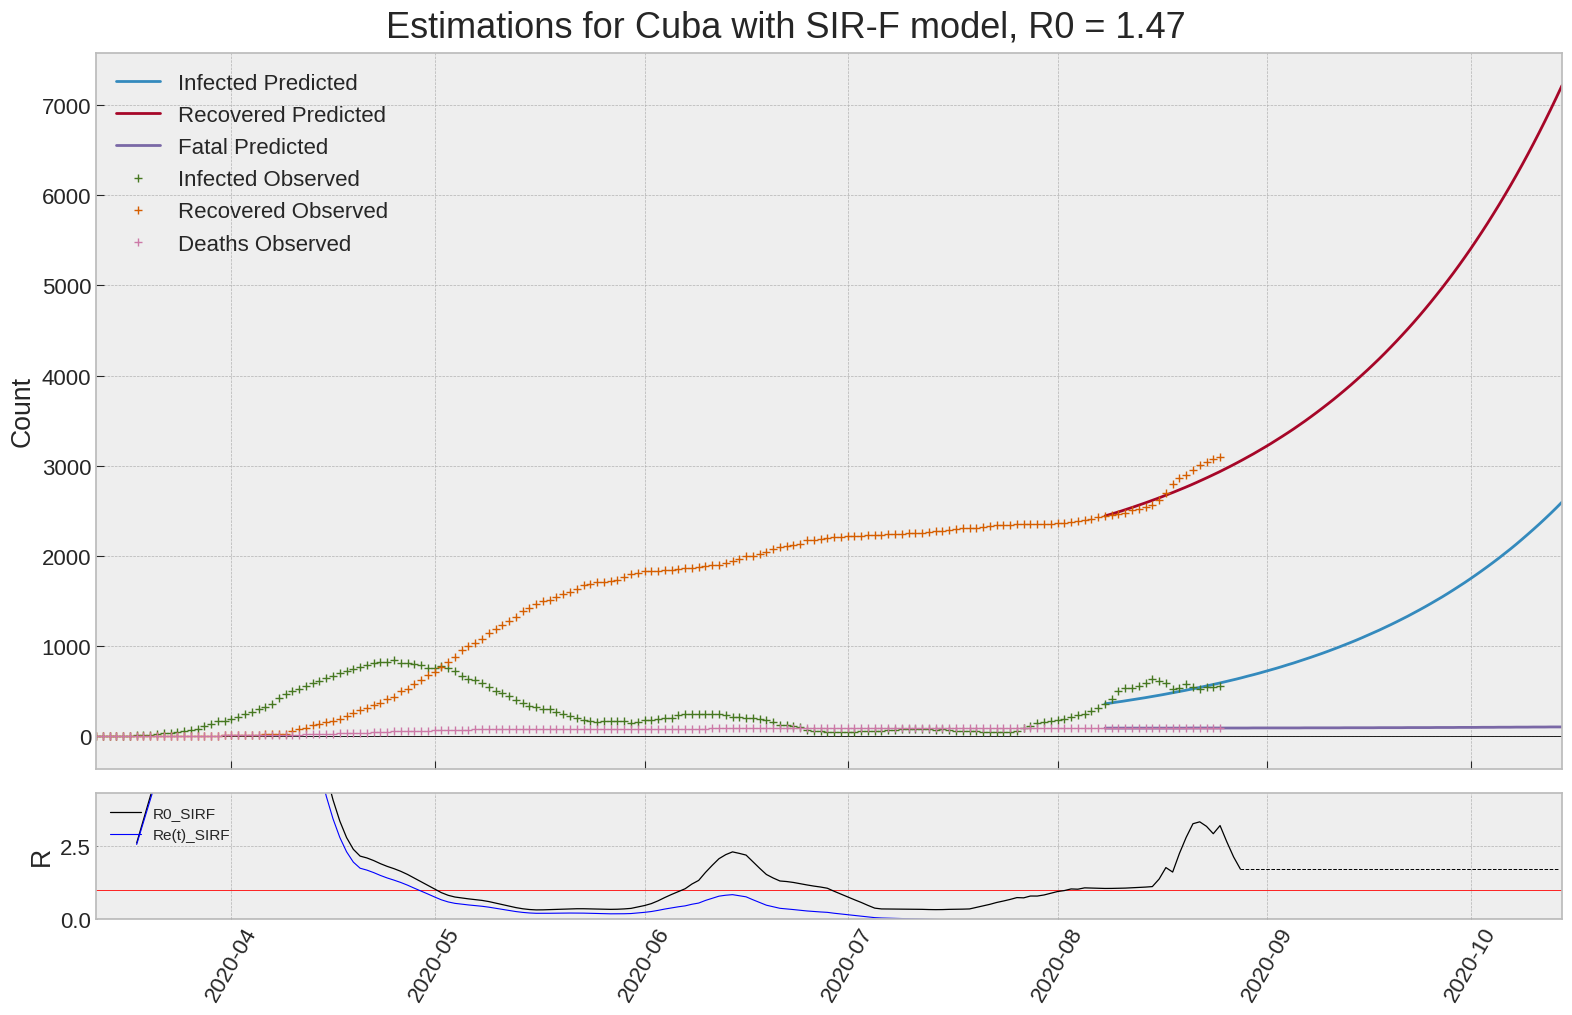 Estimations for Cuba with SIR-F model, R0 = 1.47
Infected Predicted
Recovered Predicted
Fatal Predicted
Infected Observed
Recovered Observed
Deaths Observed
Count
7000
6000
5000
4000
3000
2000
1000
0
R0_SIRF
Re(t)_SIRF
R
2.5
0.0
2020-04
2020-05
2020-06
2020-07
2020-08
2020-09
2020-10